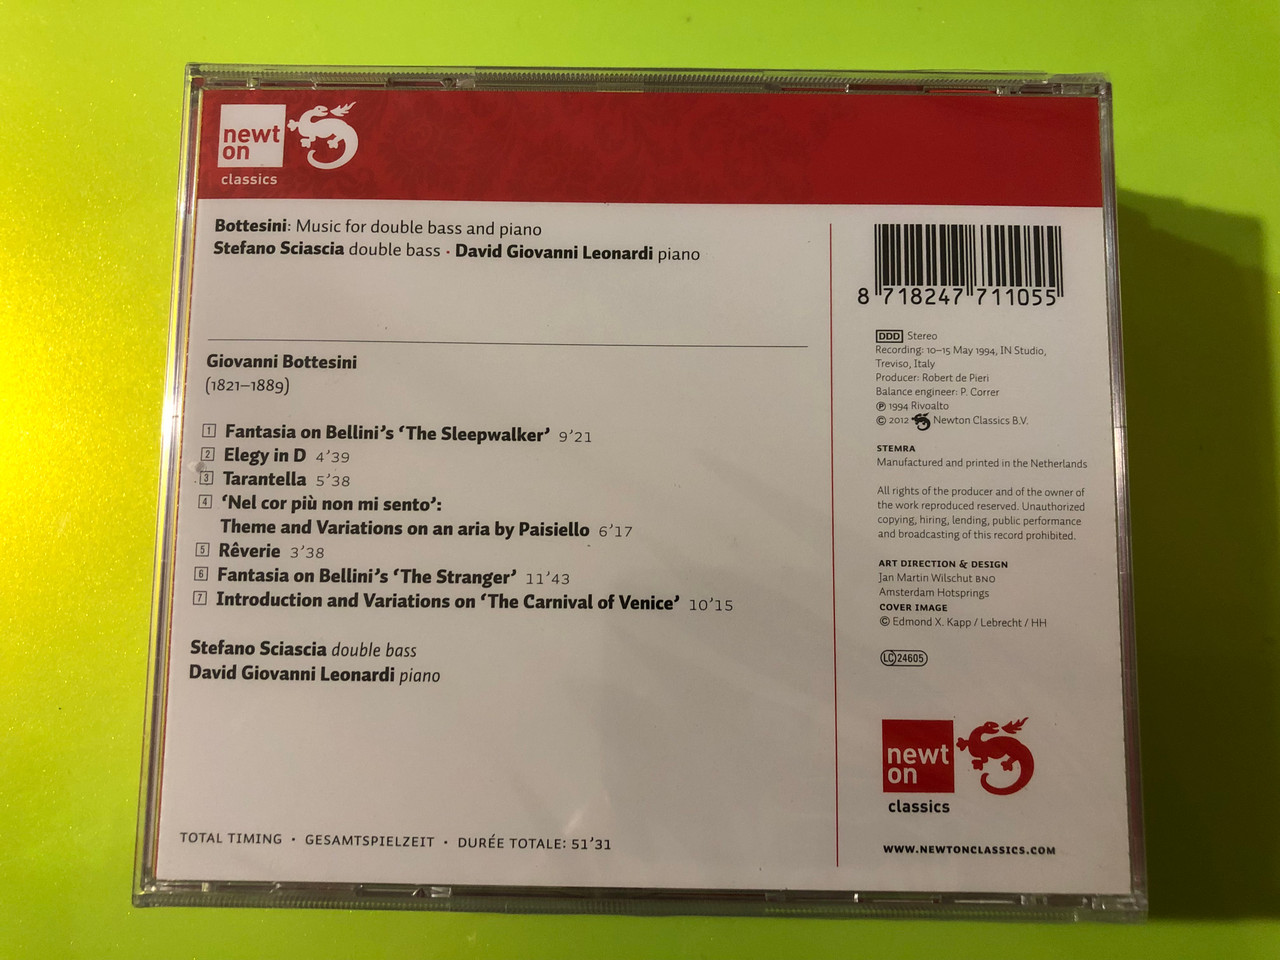 newt
on
classics
Bottesini: Music for double bass and piano
Stefano Sciascia double bass · David Giovanni Leonardi piano
Giovanni Bottesini
(1821–1889)
1 Fantasia on Bellini's ‘The Sleepwalker’ 9’21
2 Elegy in D 4’39
3 Tarantella 5’38
4 ‘Nel cor più non mi sento’:
Theme and Variations on an aria by Paisiello 6’17
5 Rêverie 3’38
6 Fantasia on Bellini’s ‘The Stranger’ 11’43
7 Introduction and Variations on ‘The Carnival of Venice’ 10’15
Stefano Sciascia double bass
David Giovanni Leonardi piano
TOTAL TIMING · GESAMTSPIELZEIT · DURÉE TOTALE: 51’31
8 718247 711055
DDD Stereo
Recording: 10–15 May 1994, IN Studio,
Treviso, Italy
Producer: Robert de Pieri
Balance engineer: P. Correr
℗ 1994 Rivoalto
© 2012 Newton Classics B.V.
STEMRA
Manufactured and printed in the Netherlands
All rights of the producer and of the owner of
the work reproduced reserved. Unauthorized
copying, hiring, lending, public performance
and broadcasting of this record prohibited.
ART DIRECTION & DESIGN
Jan Martin Wilschut BNO
Amsterdam Hotsprings
COVER IMAGE
© Edmond X. Kapp / Lebrecht / HH
LC 24605
newt
on
classics
WWW.NEWTONCLASSICS.COM